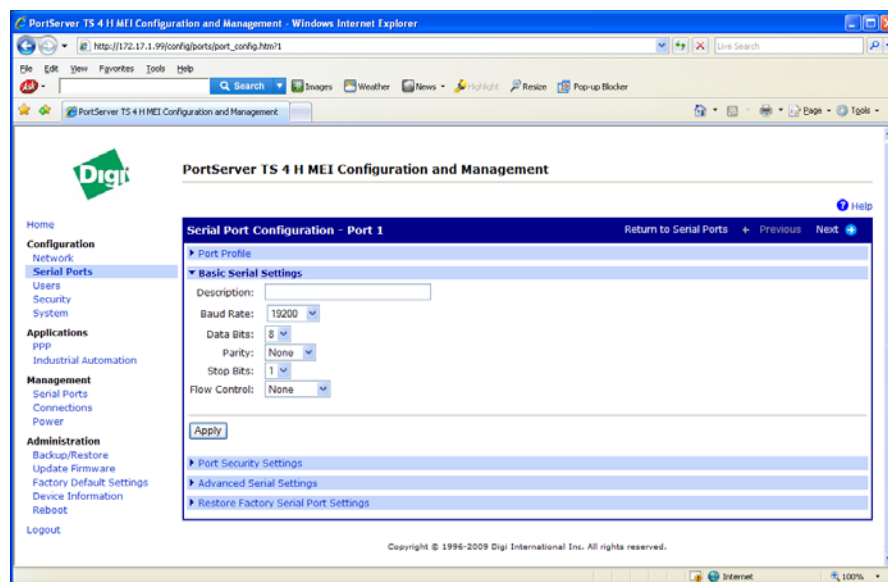 PortServer TS 4 H MEI Configuration and Management - Windows Internet Explorer
http://172.17.1.99/config/ports/port_config.htm?1
Live Search
File Edit View Favorites Tools Help
Ask Search Images Weather News Highlight Resize Pop-up Blocker
PortServer TS 4 H MEI Configuration and Management
Page Tools
Digi
PortServer TS 4 H MEI Configuration and Management
Help
Home
Configuration
Network
Serial Ports
Users
Security
System
Applications
PPP
Industrial Automation
Management
Serial Ports
Connections
Power
Administration
Backup/Restore
Update Firmware
Factory Default Settings
Device Information
Reboot
Logout
Serial Port Configuration - Port 1 Return to Serial Ports Previous Next
Port Profile
Basic Serial Settings
Description:
Baud Rate: 19200
Data Bits: 8
Parity: None
Stop Bits: 1
Flow Control: None
Apply
Port Security Settings
Advanced Serial Settings
Restore Factory Serial Port Settings
Copyright © 1996-2009 Digi International Inc. All rights reserved.
Internet 100%